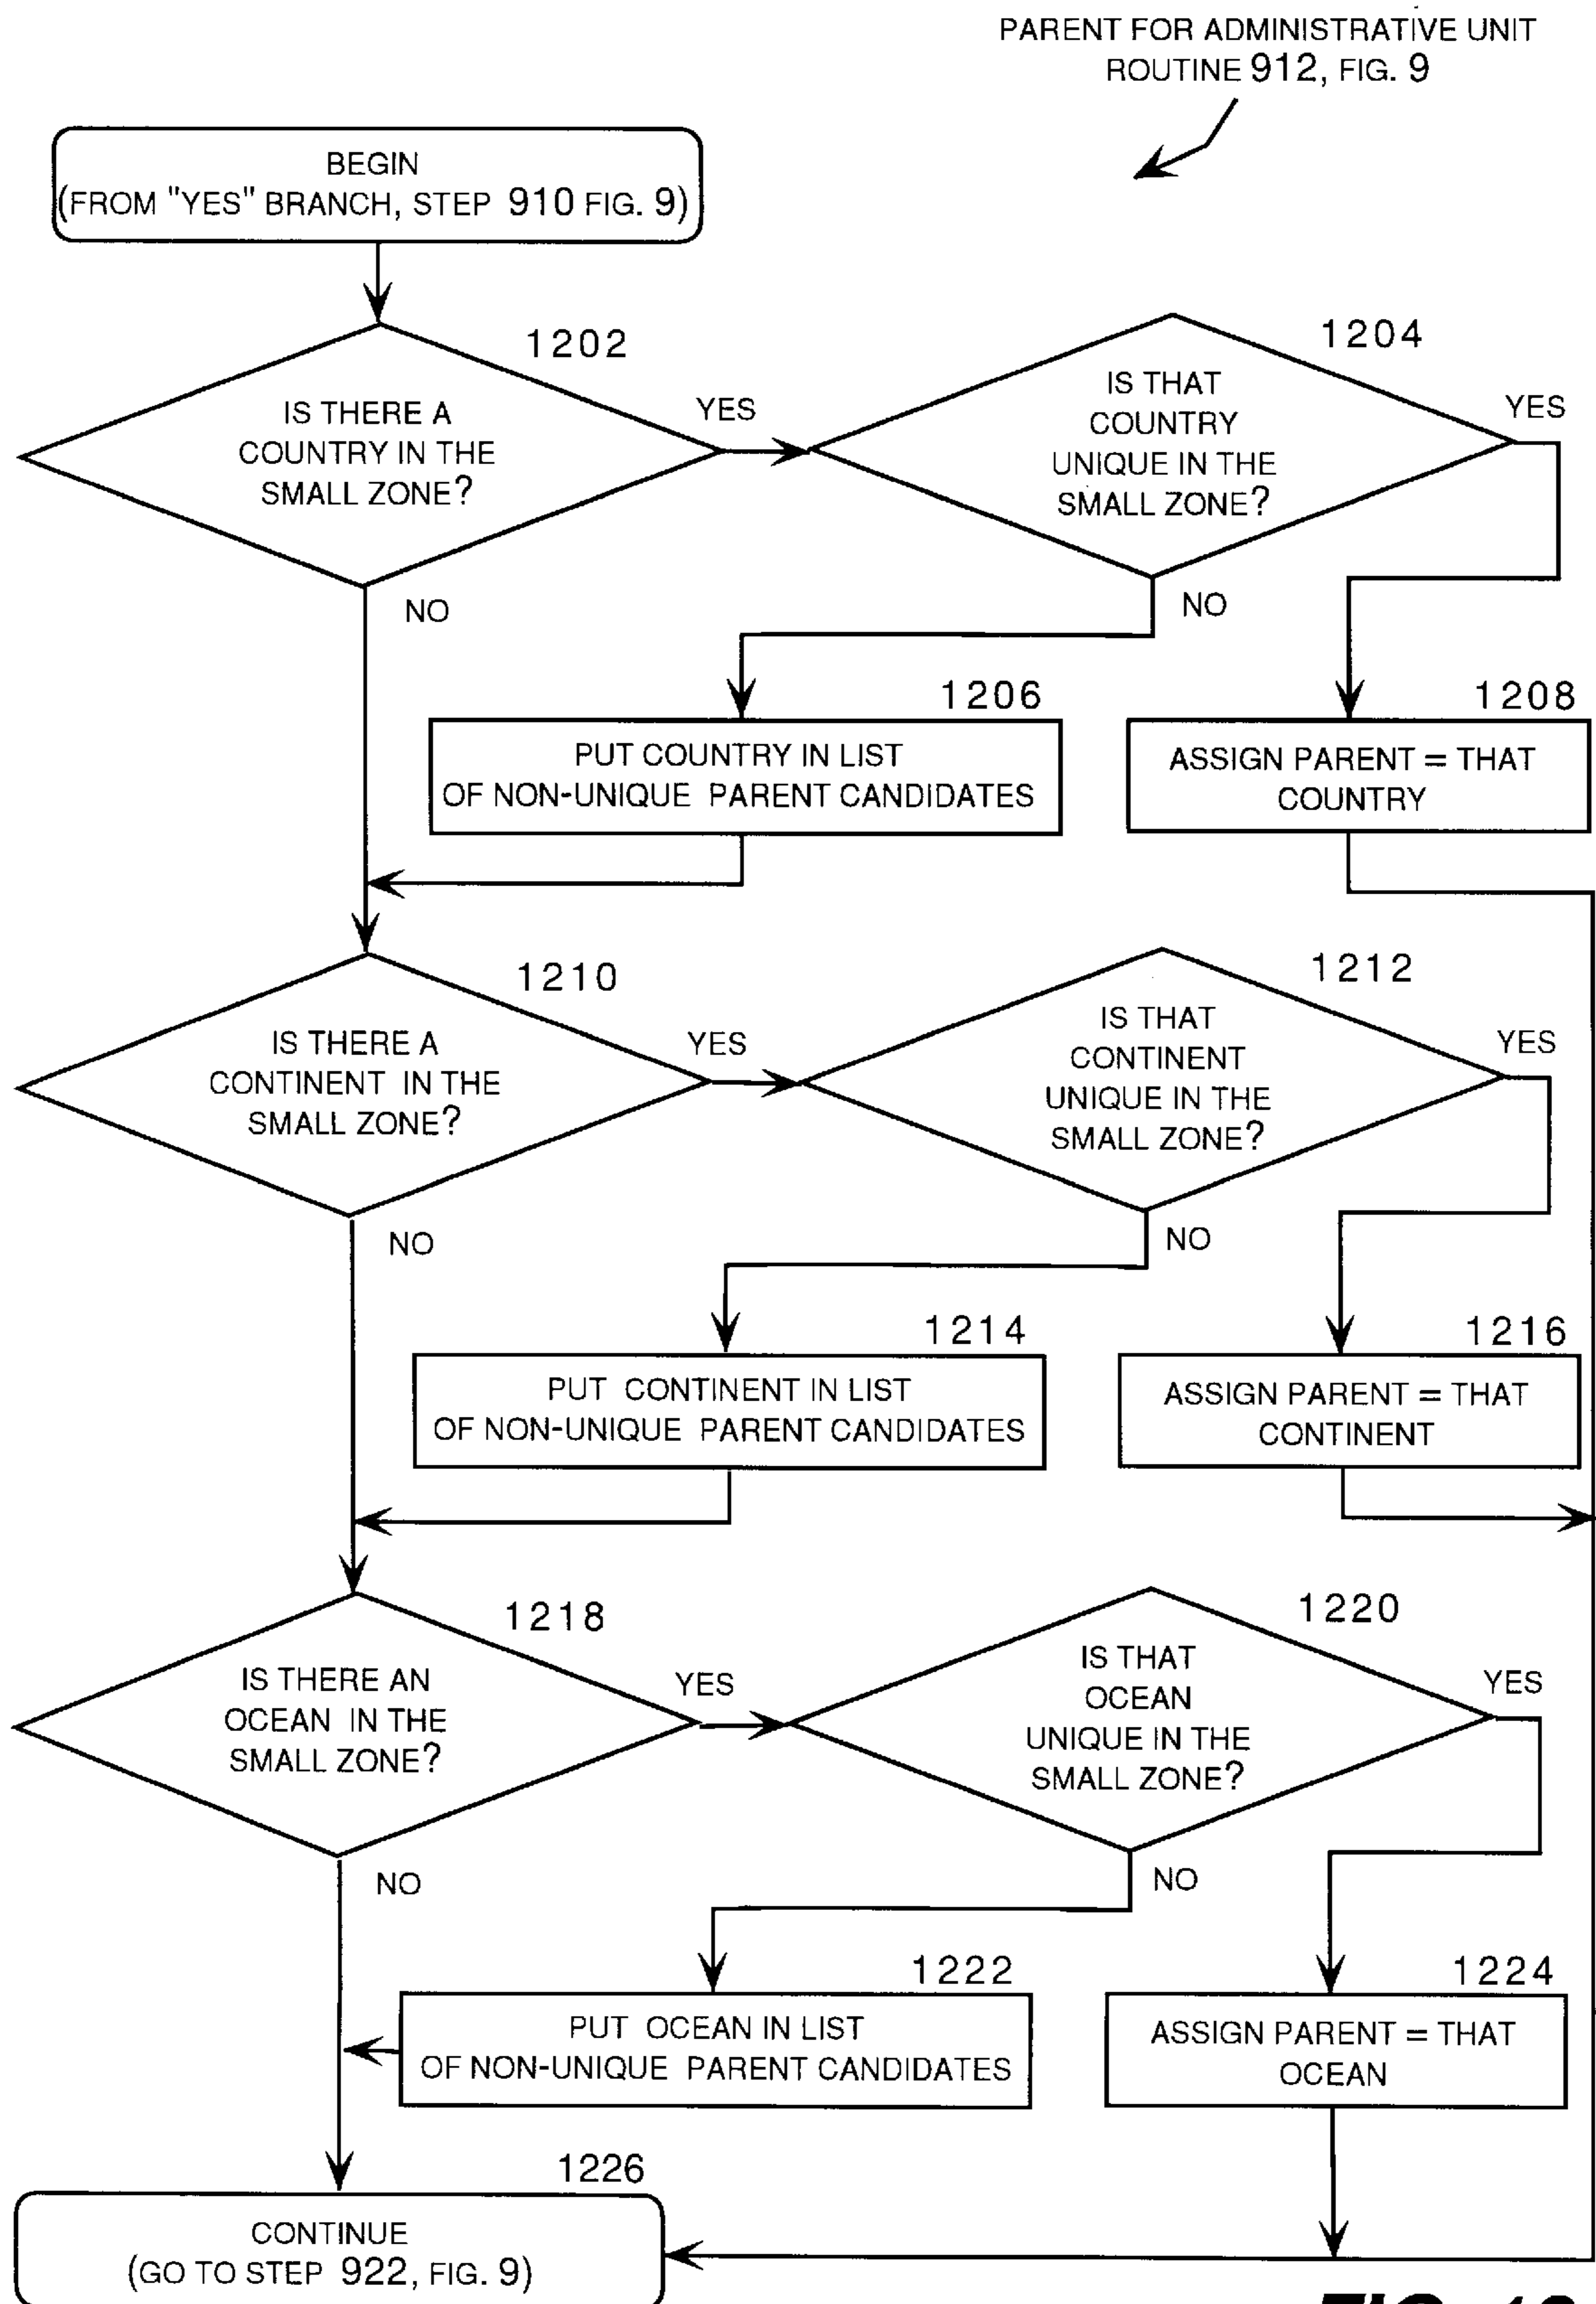 PARENT FOR ADMINISTRATIVE UNIT
ROUTINE 912, FIG. 9
BEGIN
(FROM "YES" BRANCH, STEP 910 FIG. 9)
1202
IS THERE A
COUNTRY IN THE
SMALL ZONE?
YES
NO
1204
IS THAT
COUNTRY
UNIQUE IN THE
SMALL ZONE?
YES
NO
1206
PUT COUNTRY IN LIST
OF NON-UNIQUE PARENT CANDIDATES
1208
ASSIGN PARENT = THAT
COUNTRY
1210
IS THERE A
CONTINENT IN THE
SMALL ZONE?
YES
NO
1212
IS THAT
CONTINENT
UNIQUE IN THE
SMALL ZONE?
YES
NO
1214
PUT CONTINENT IN LIST
OF NON-UNIQUE PARENT CANDIDATES
1216
ASSIGN PARENT = THAT
CONTINENT
1218
IS THERE AN
OCEAN IN THE
SMALL ZONE?
YES
NO
1220
IS THAT
OCEAN
UNIQUE IN THE
SMALL ZONE?
YES
NO
1222
PUT OCEAN IN LIST
OF NON-UNIQUE PARENT CANDIDATES
1224
ASSIGN PARENT = THAT
OCEAN
1226
CONTINUE
(GO TO STEP 922, FIG. 9)